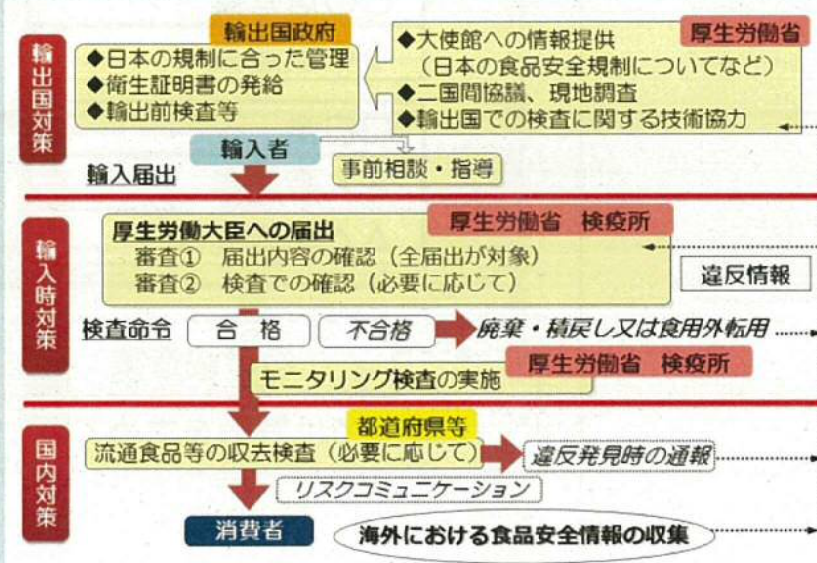 輸出国対策
輸出国政府
◆日本の規制に合った管理
◆衛生証明書の発給
◆輸出前検査等
厚生労働省
◆大使館への情報提供
（日本の食品安全規制についてなど）
◆二国間協議、現地調査
◆輸出国での検査に関する技術協力
輸入者
輸入届出
事前相談・指導
輸入時対策
厚生労働省 検疫所
厚生労働大臣への届出
審査① 届出内容の確認（全届出が対象）
審査② 検査での確認（必要に応じて）
違反情報
検査命令
合 格
不合格
廃棄・積戻し又は食用外転用
厚生労働省 検疫所
モニタリング検査の実施
国内対策
都道府県等
流通食品等の収去検査（必要に応じて）
違反発見時の通報
リスクコミュニケーション
消費者
海外における食品安全情報の収集